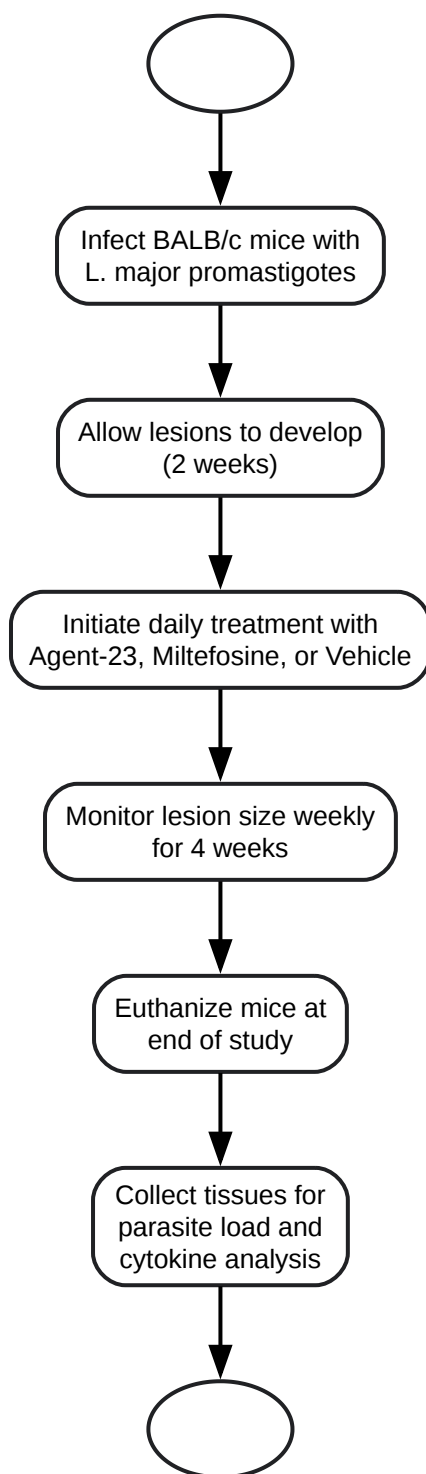 Infect BALB/c mice with
L. major promastigotes
Allow lesions to develop
(2 weeks)
Initiate daily treatment with
Agent-23, Miltefosine, or Vehicle
Monitor lesion size weekly
for 4 weeks
Euthanize mice at
end of study
Collect tissues for
parasite load and
cytokine analysis